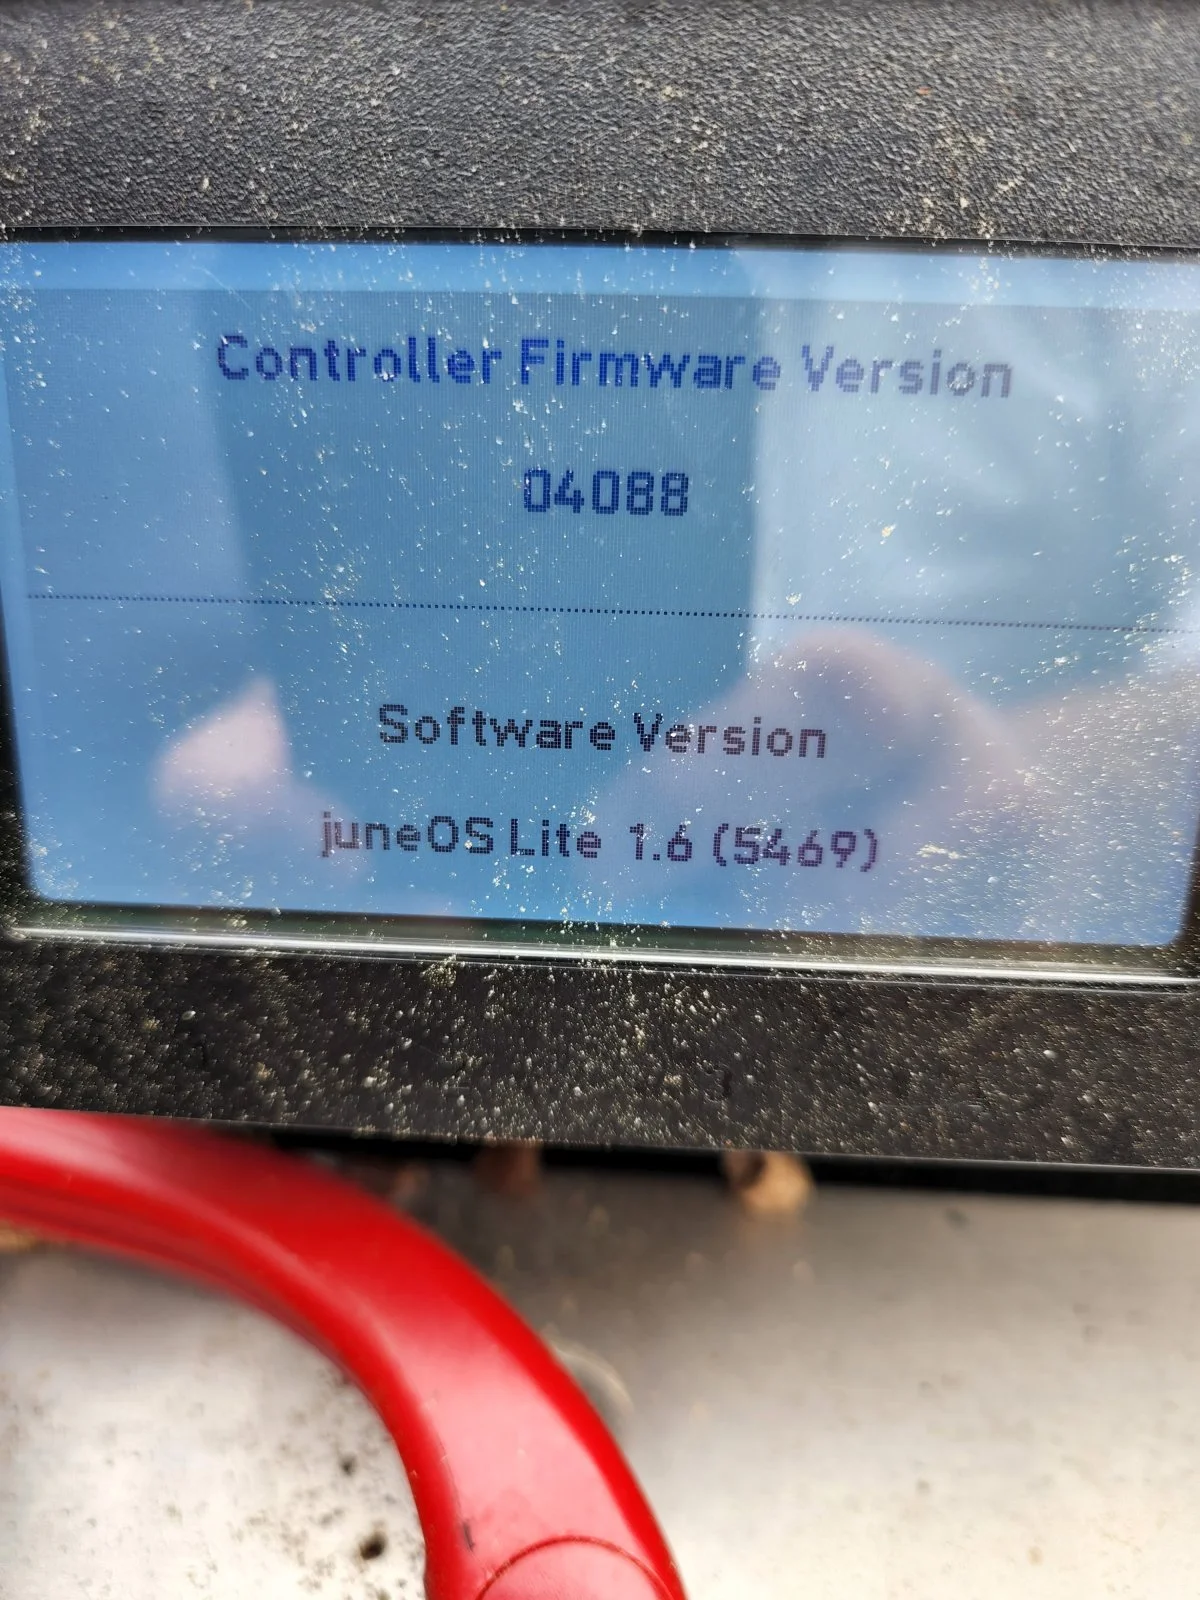 Controller Firmware Version
04088
Software Version
juneOS Lite 1.6 (5469)